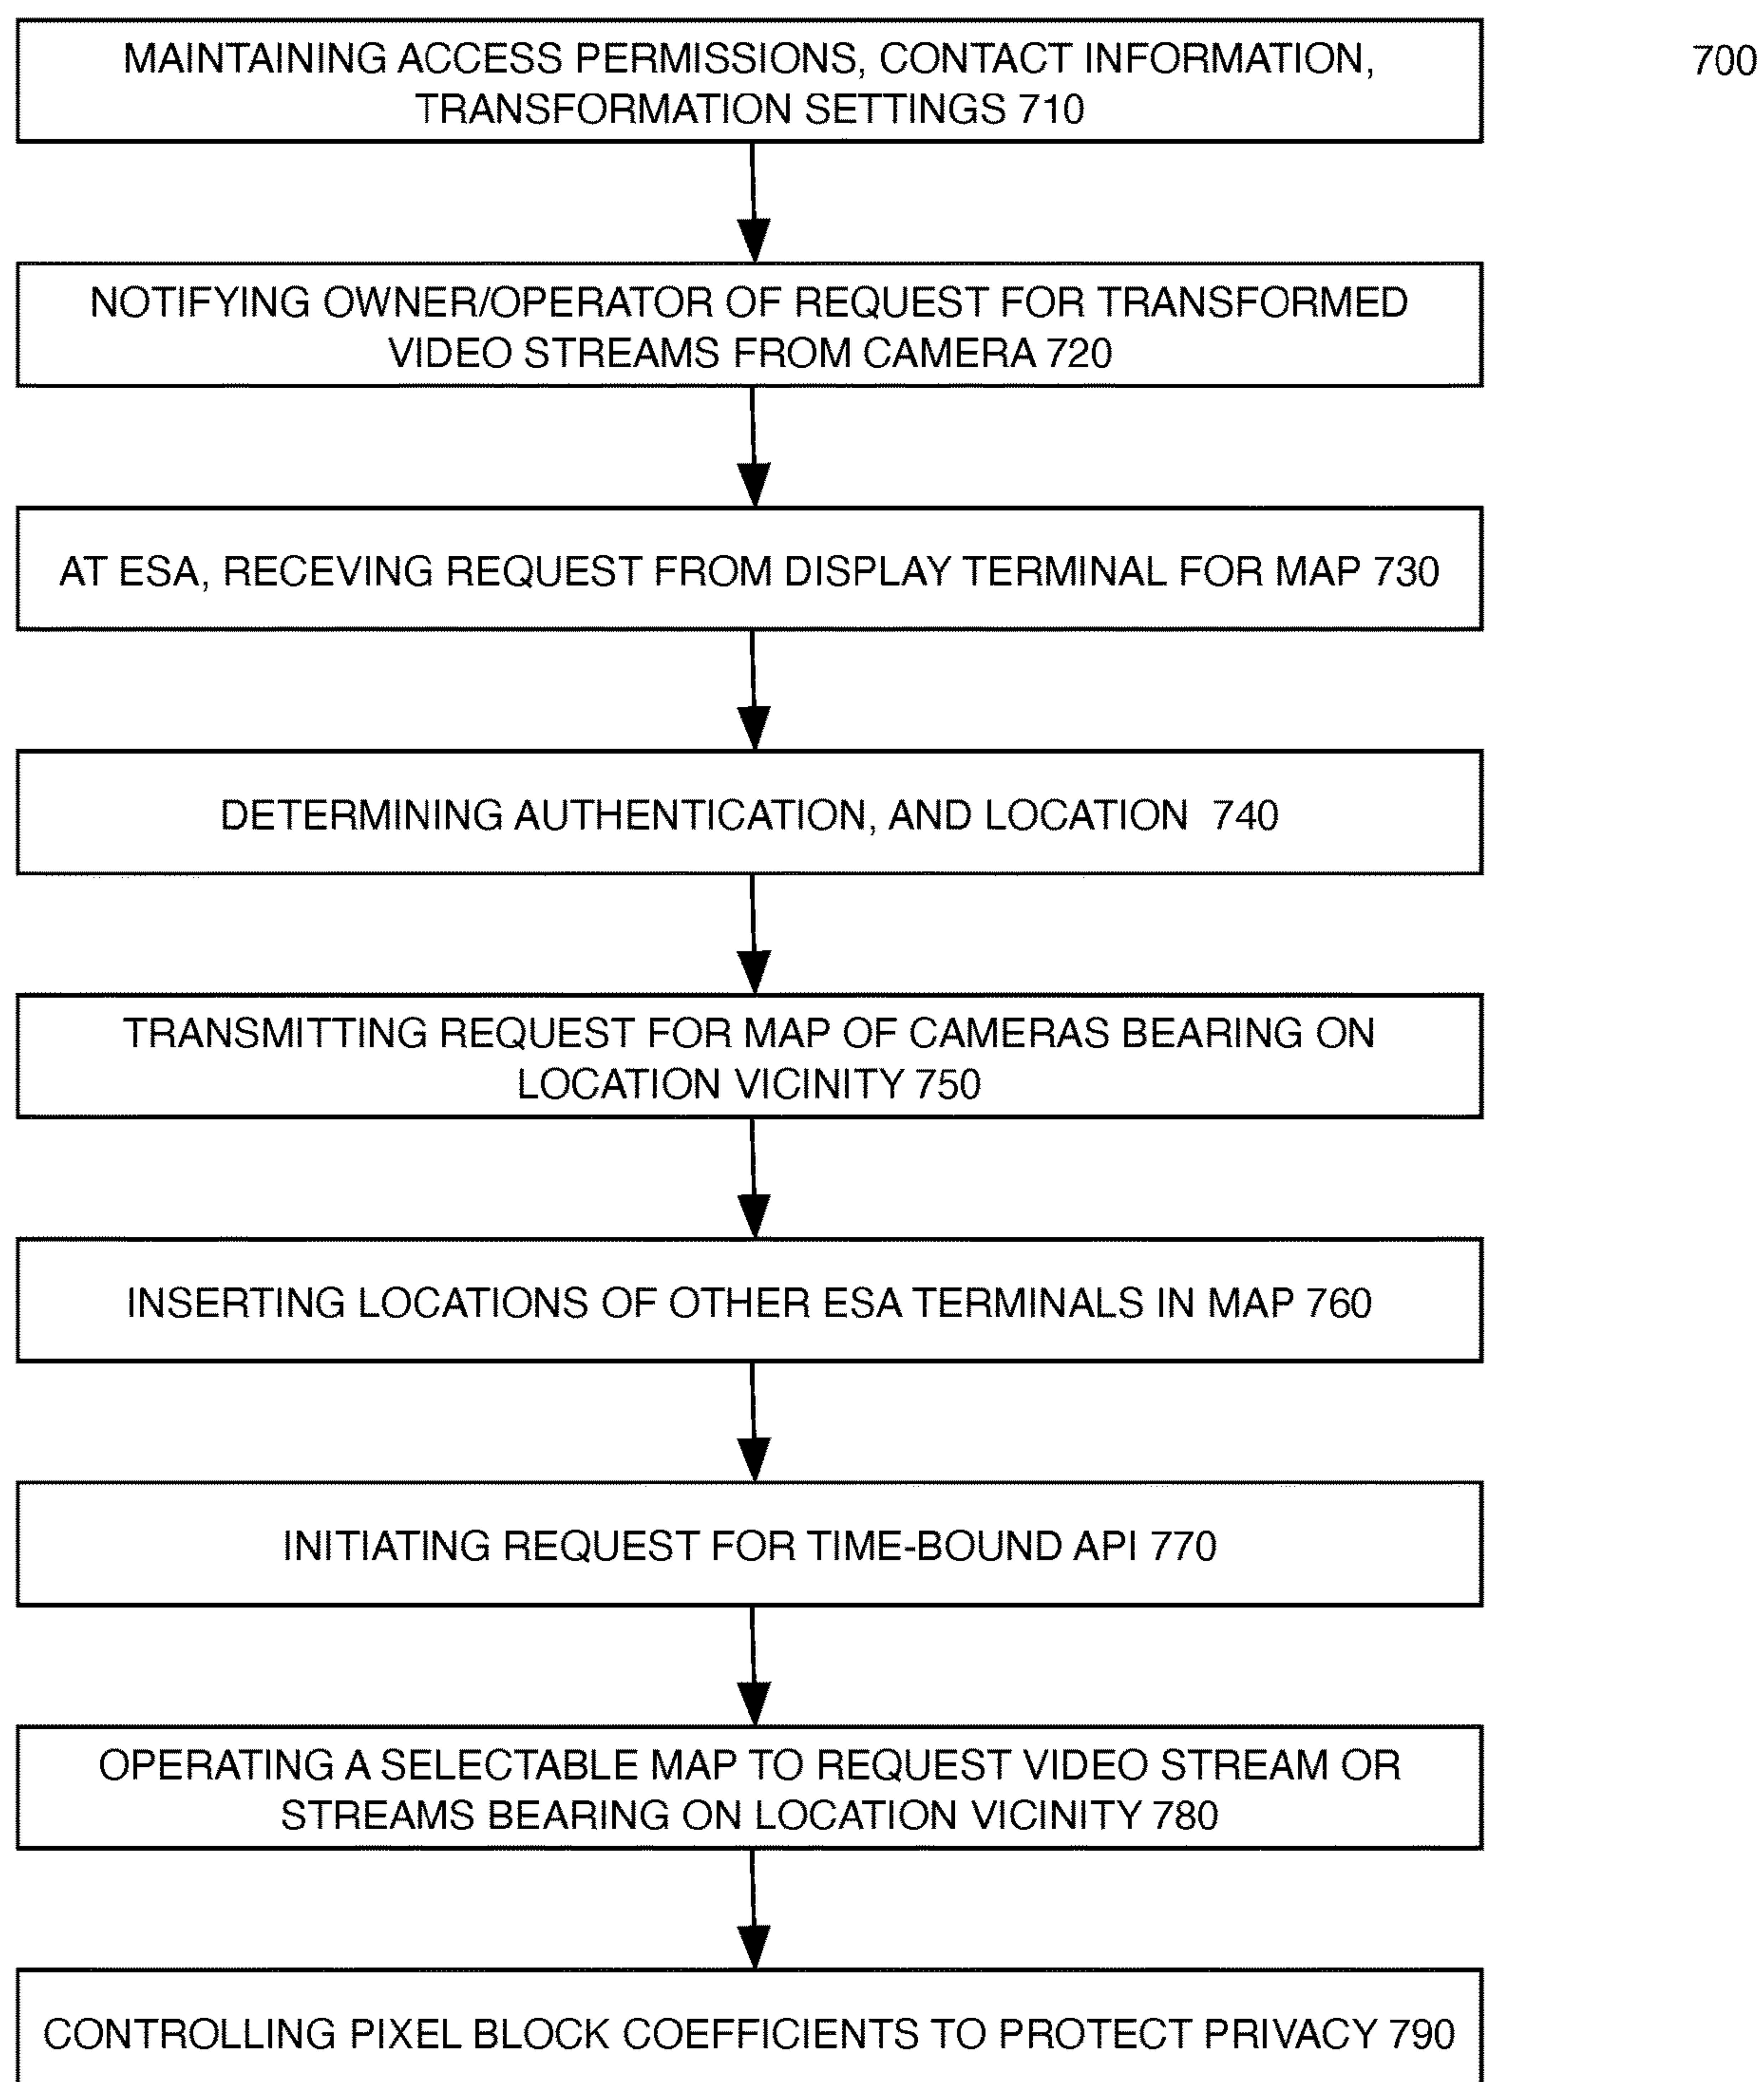 MAINTAINING ACCESS PERMISSIONS, CONTACT INFORMATION,
TRANSFORMATION SETTINGS 710
700
NOTIFYING OWNER/OPERATOR OF REQUEST FOR TRANSFORMED
VIDEO STREAMS FROM CAMERA 720
AT ESA, RECEVING REQUEST FROM DISPLAY TERMINAL FOR MAP 730
DETERMINING AUTHENTICATION, AND LOCATION 740
TRANSMITTING REQUEST FOR MAP OF CAMERAS BEARING ON
LOCATION VICINITY 750
INSERTING LOCATIONS OF OTHER ESA TERMINALS IN MAP 760
INITIATING REQUEST FOR TIME-BOUND API 770
OPERATING A SELECTABLE MAP TO REQUEST VIDEO STREAM OR
STREAMS BEARING ON LOCATION VICINITY 780
CONTROLLING PIXEL BLOCK COEFFICIENTS TO PROTECT PRIVACY 790